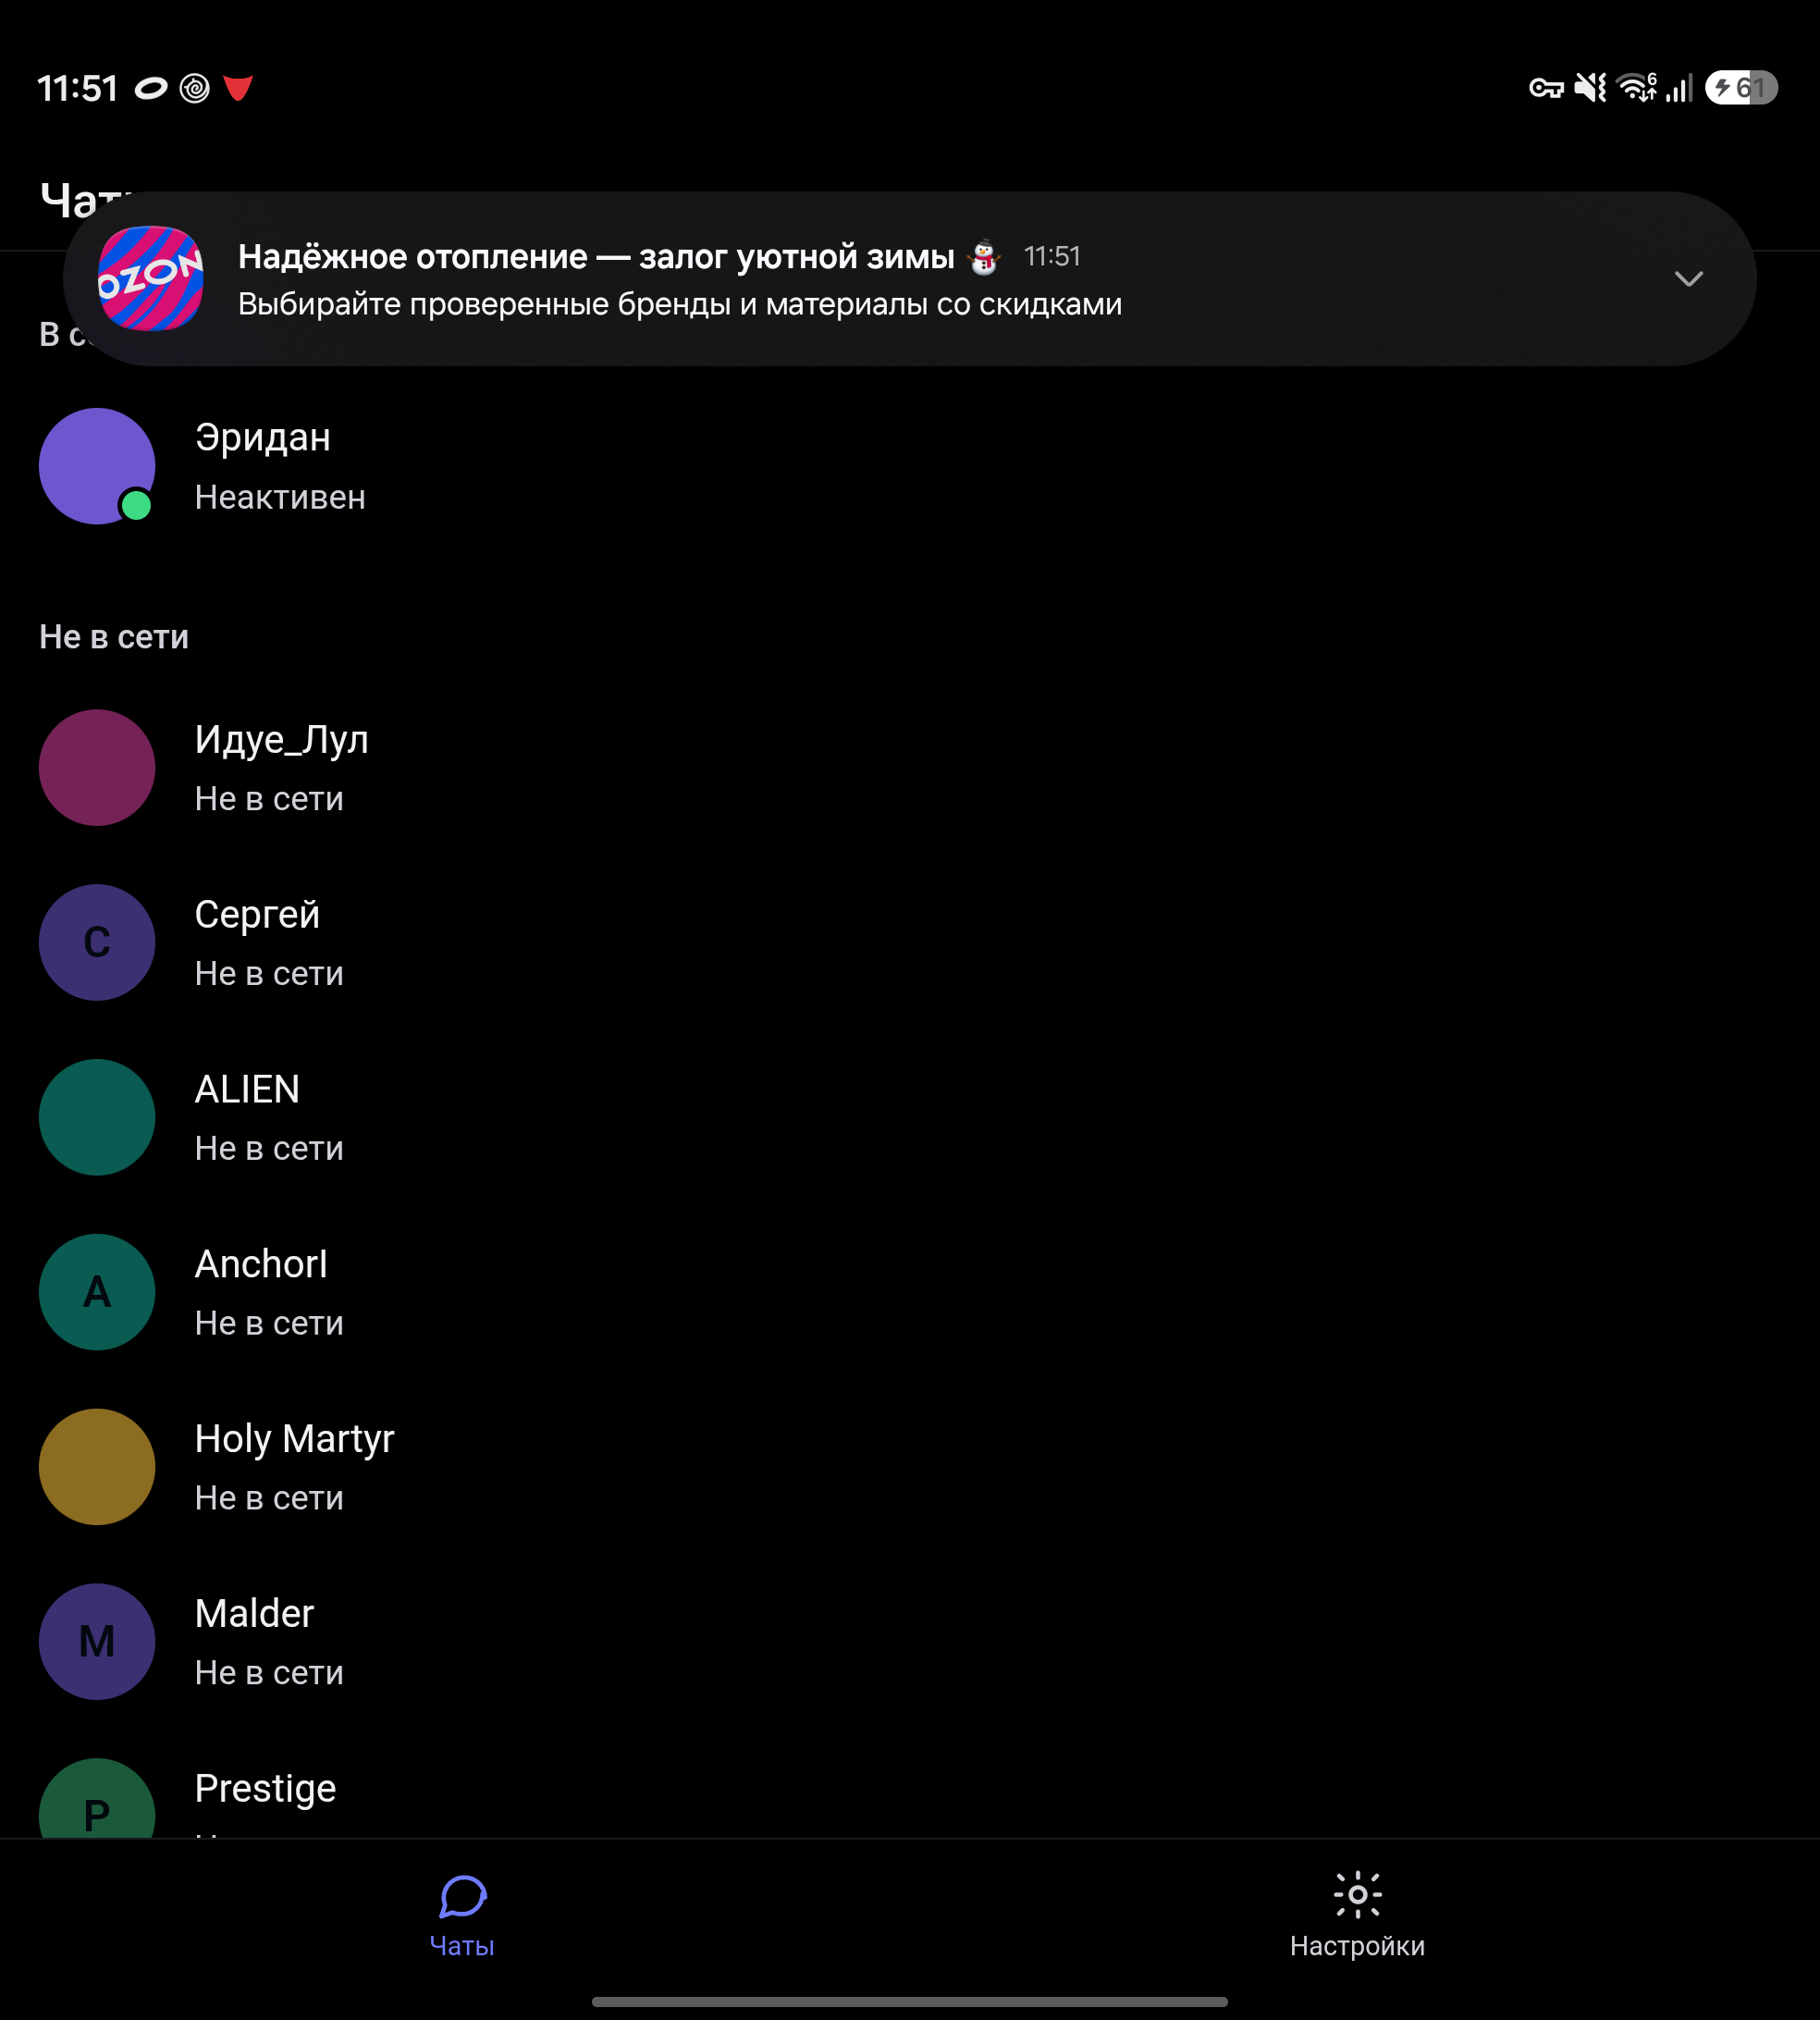 11:51
6
61
Чаты
OZON
Надёжное отопление — залог уютной зимы 11:51
Выбирайте проверенные бренды и материалы со скидками
В с
Эридан
Неактивен
Не в сети
Идуе_Лул
Не в сети
С
Сергей
Не в сети
ALIEN
Не в сети
A
Anchorl
Не в сети
Holy Martyr
Не в сети
M
Malder
Не в сети
P
Prestige
Чаты
Настройки